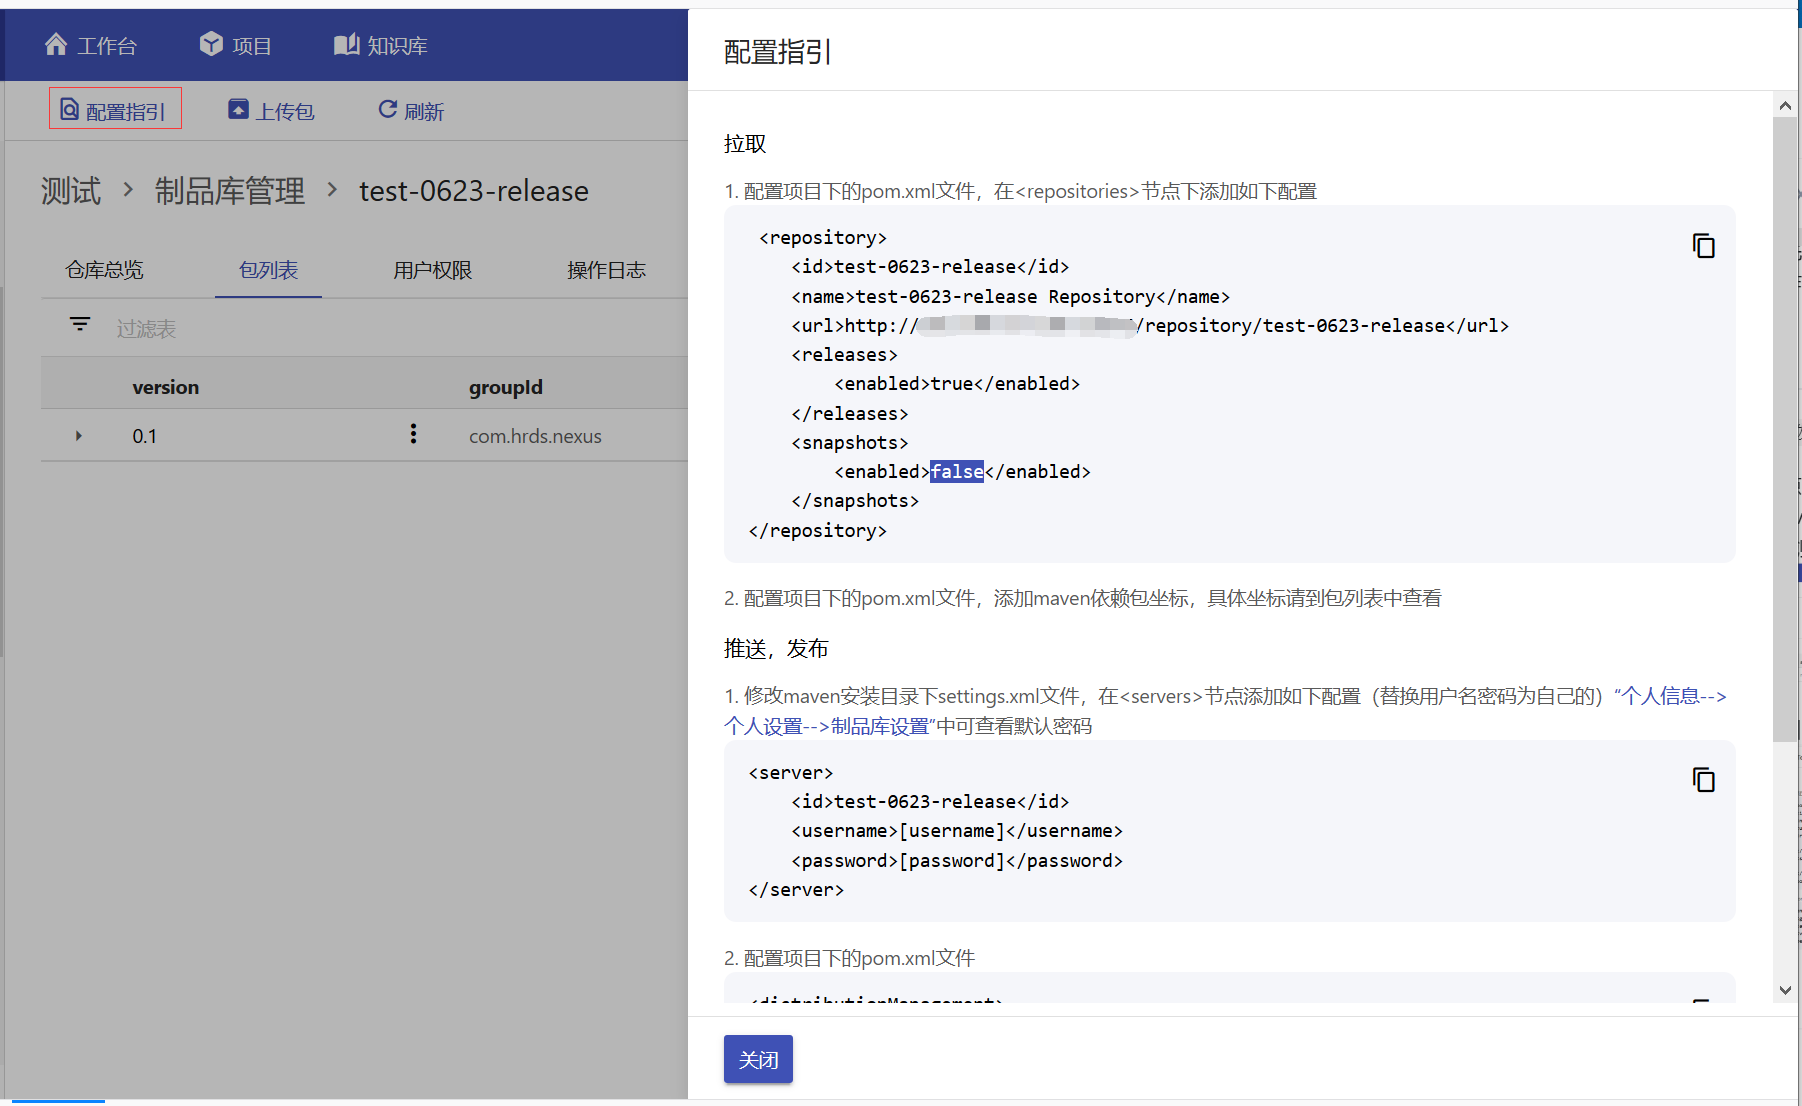 工作台 项目 知识库
配置指引 上传包 刷新
测试 > 制品库管理 > test-0623-release
仓库总览 包列表 用户权限 操作日志
过滤表
version groupId
0.1 com.hrds.nexus
配置指引
拉取
1. 配置项目下的pom.xml文件，在<repositories>节点下添加如下配置
<repository>
<id>test-0623-release</id>
<name>test-0623-release Repository</name>
<url>http:///repository/test-0623-release</url>
<releases>
<enabled>true</enabled>
</releases>
<snapshots>
<enabled>false</enabled>
</snapshots>
</repository>
2. 配置项目下的pom.xml文件，添加maven依赖包坐标，具体坐标请到包列表中查看
推送，发布
1. 修改maven安装目录下settings.xml文件，在<servers>节点添加如下配置（替换用户名密码为自己的）“个人信息-->
个人设置-->制品库设置”中可查看默认密码
<server>
<id>test-0623-release</id>
<username>[username]</username>
<password>[password]</password>
</server>
2. 配置项目下的pom.xml文件
<distributionManagement>
关闭